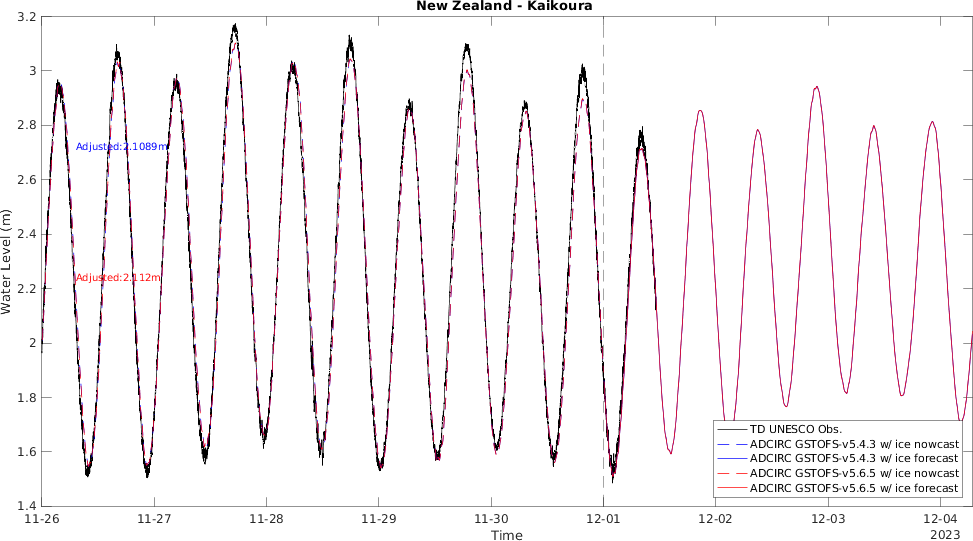 New Zealand - Kaikoura
3.2
3
2.8
2.6
2.4
2.2
2
1.8
1.6
1.4
Water Level (m)
Adjusted:2.1089m
Adjusted:2.112m
TD UNESCO Obs.
ADCIRC GSTOFS-v5.4.3 w/ ice nowcast
ADCIRC GSTOFS-v5.4.3 w/ ice forecast
ADCIRC GSTOFS-v5.6.5 w/ ice nowcast
ADCIRC GSTOFS-v5.6.5 w/ ice forecast
11-26 11-27 11-28 11-29 11-30 12-01 12-02 12-03 12-04
Time
2023